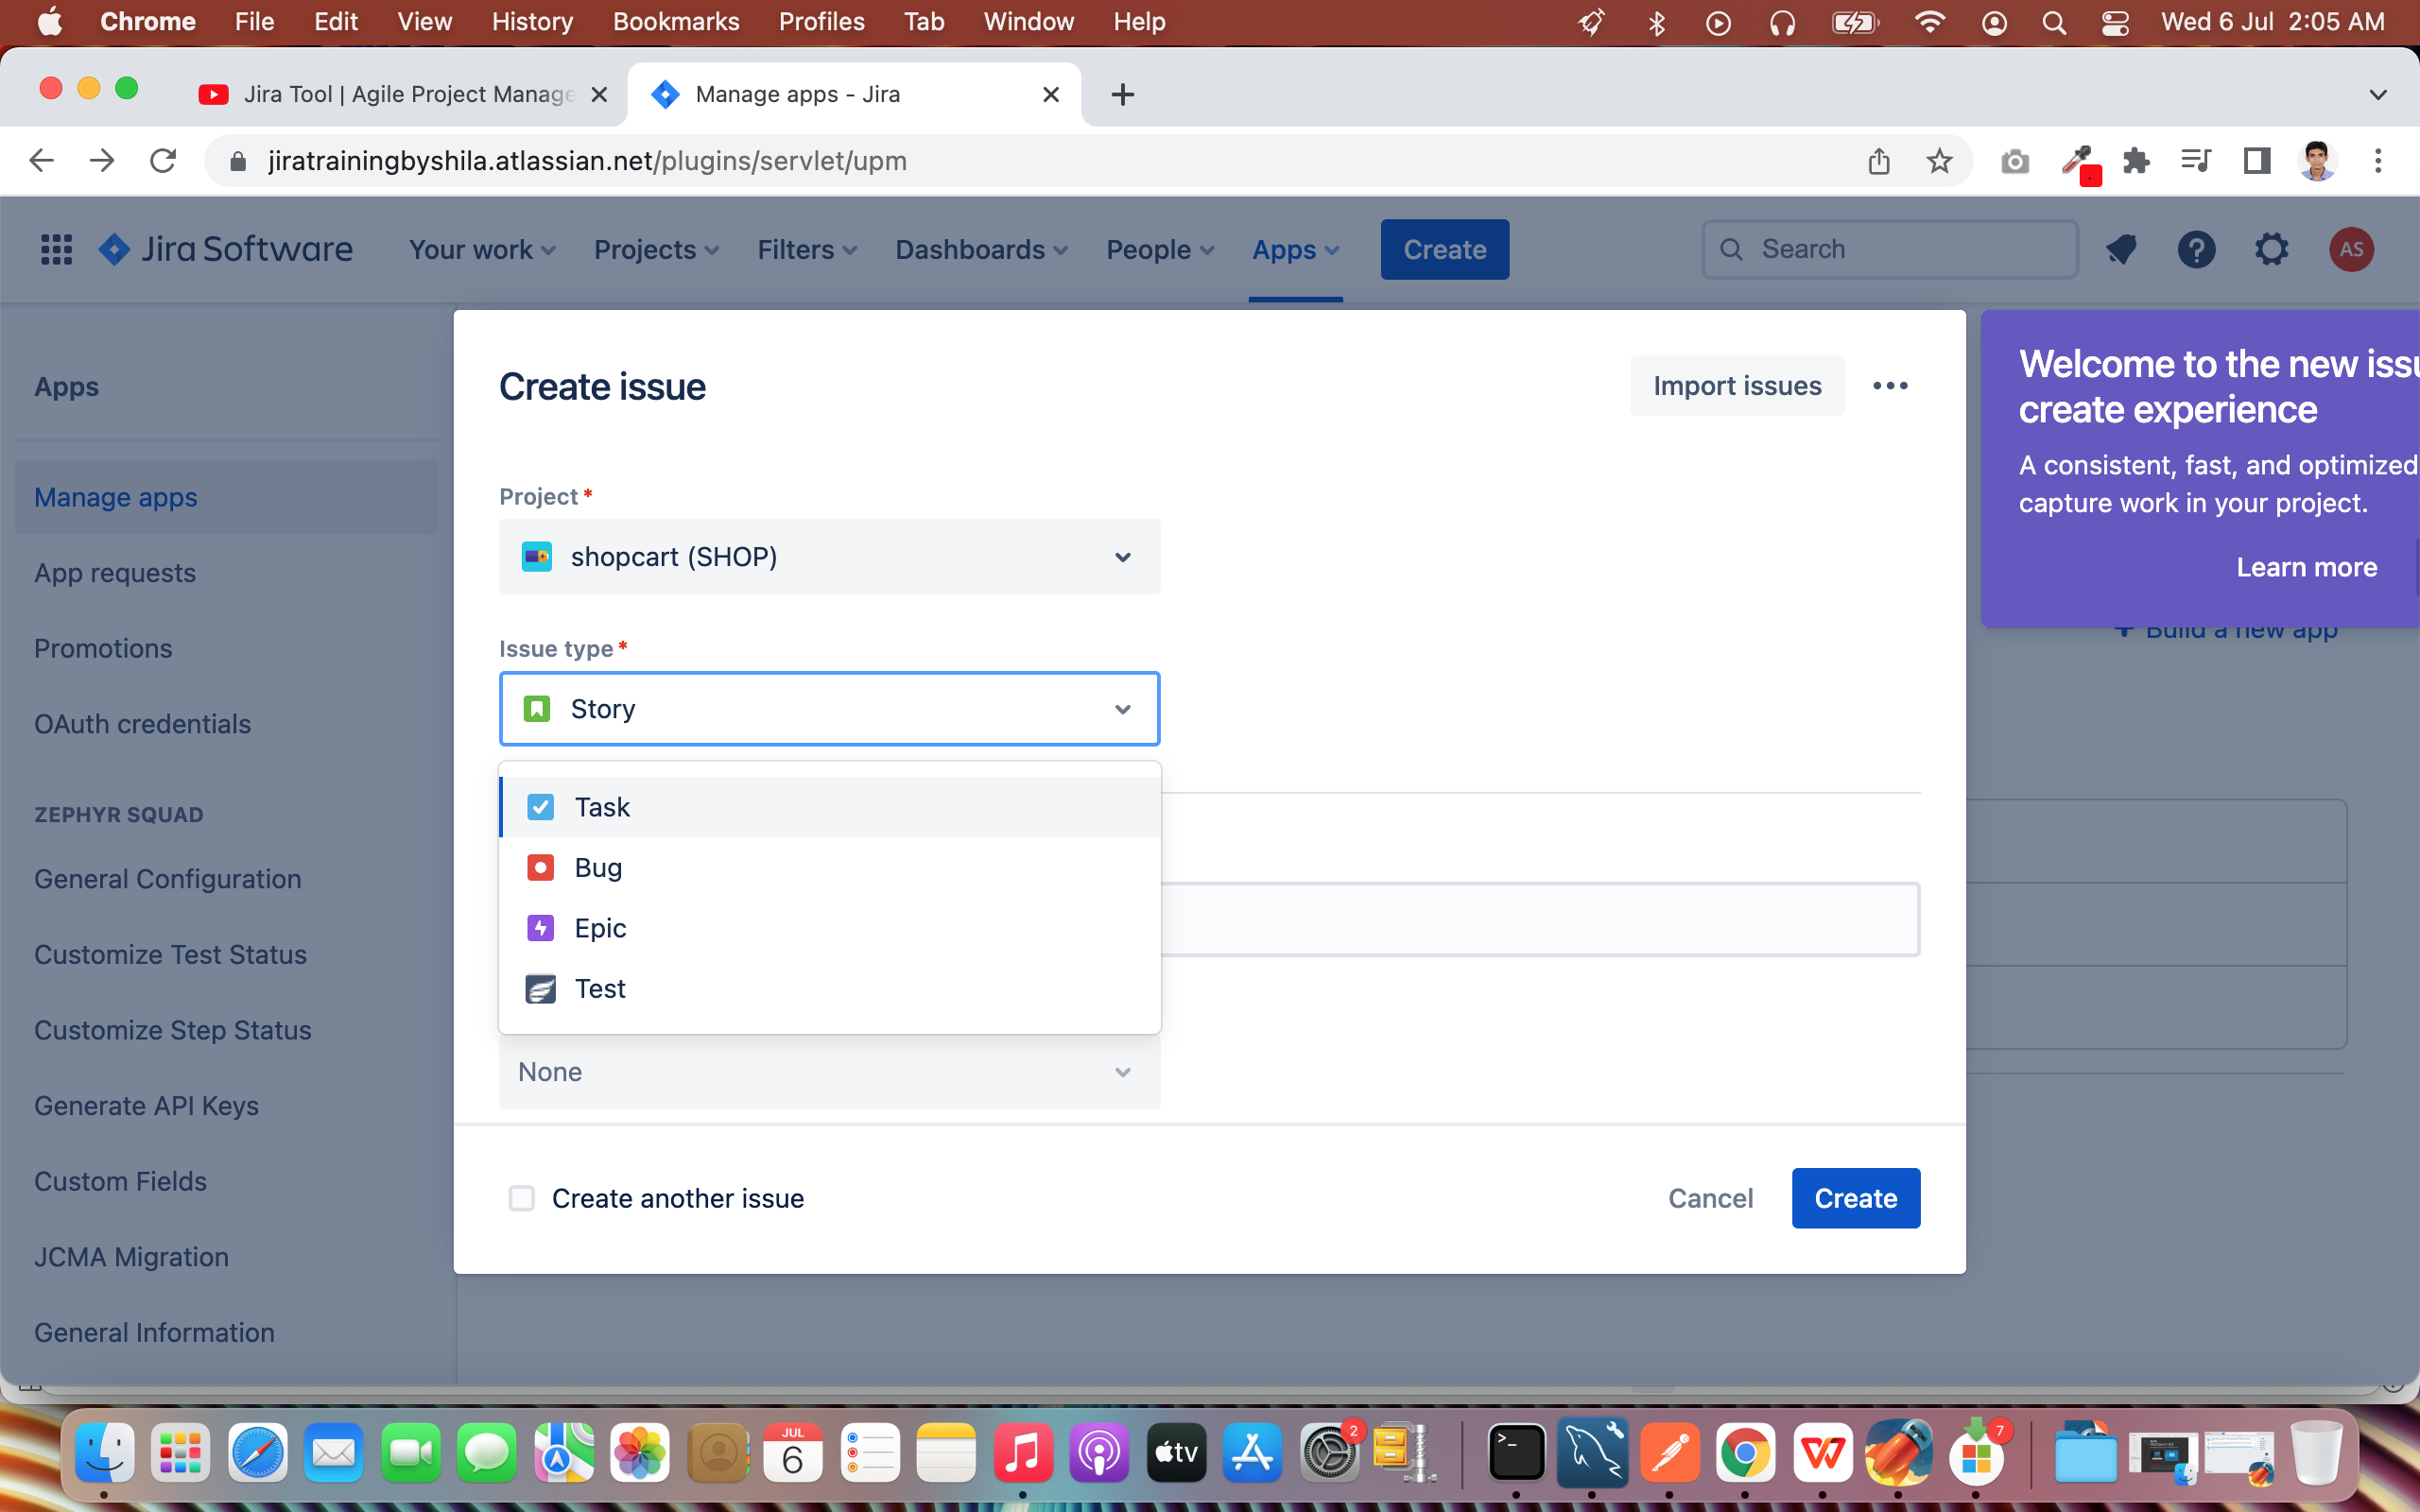 Chrome File Edit View History Bookmarks Profiles Tab Window Help Wed 6 Jul 2:05 AM
Jira Tool | Agile Project Manage
Manage apps - Jira
jiratrainingbyshila.atlassian.net/plugins/servlet/upm
Jira Software Your work Projects Filters Dashboards People Apps Create Search AS
Apps
Manage apps
App requests
Promotions
OAuth credentials
ZEPHYR SQUAD
General Configuration
Customize Test Status
Customize Step Status
Generate API Keys
Custom Fields
JCMA Migration
General Information
Create issue
Import issues
Project *
shopcart (SHOP)
Issue type *
Story
Task
Bug
Epic
Test
None
Create another issue
Cancel
Create
Welcome to the new issu
create experience
A consistent, fast, and optimized
capture work in your project.
Learn more
+ Build a new app
JUL
6
tv
2
7